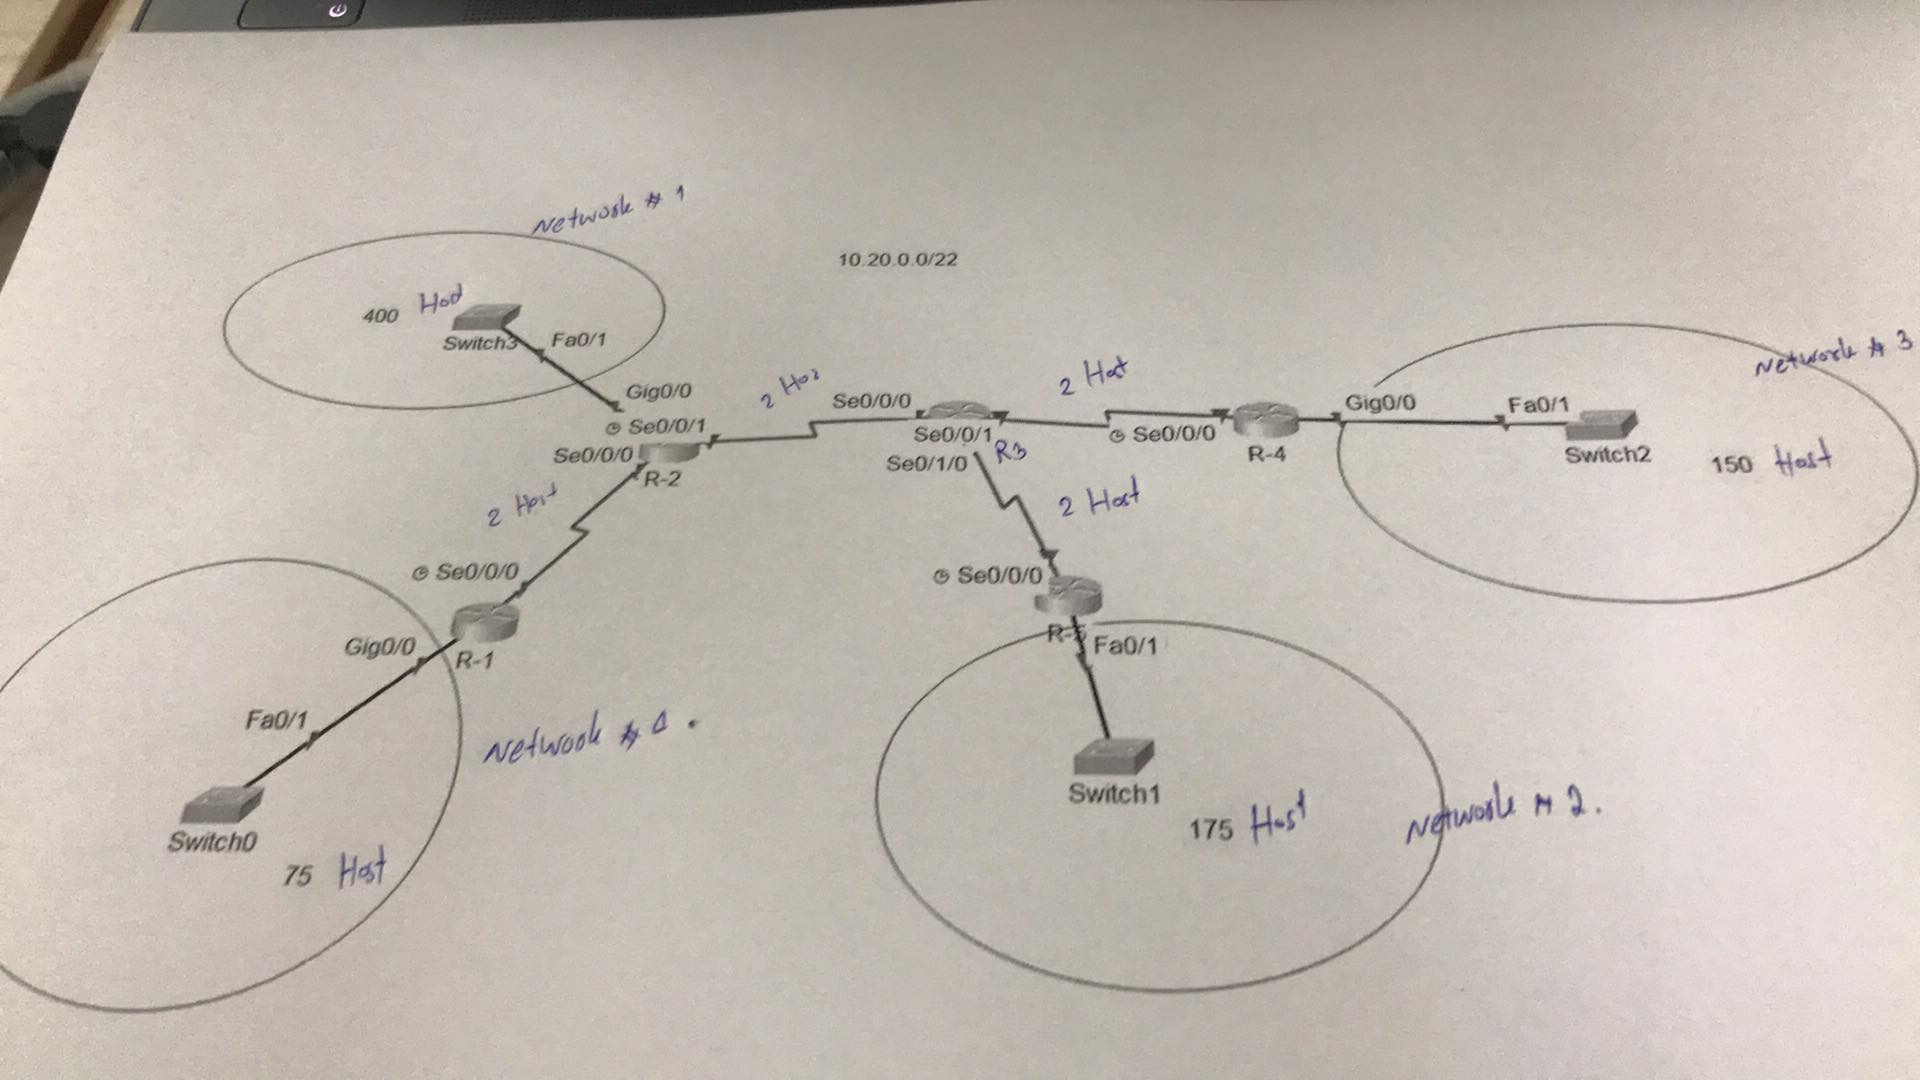 Network # 1
10.20.0.0/22
400 Host
Switch3
Fa0/1
Gig0/0
Se0/0/1
Se0/0/0
R-2
2 Host
Se0/0/0
Se0/0/1
Se0/1/0
R3
2 Host
Se0/0/0
R-4
Gig0/0
Fa0/1
Switch2
150 Host
Network # 3
2 Host
Se0/0/0
Gig0/0
R-1
Fa0/1
Switch0
75 Host
Network # 4.
2 Host
Se0/0/0
R-5
Fa0/1
Switch1
175 Host
Network # 2.